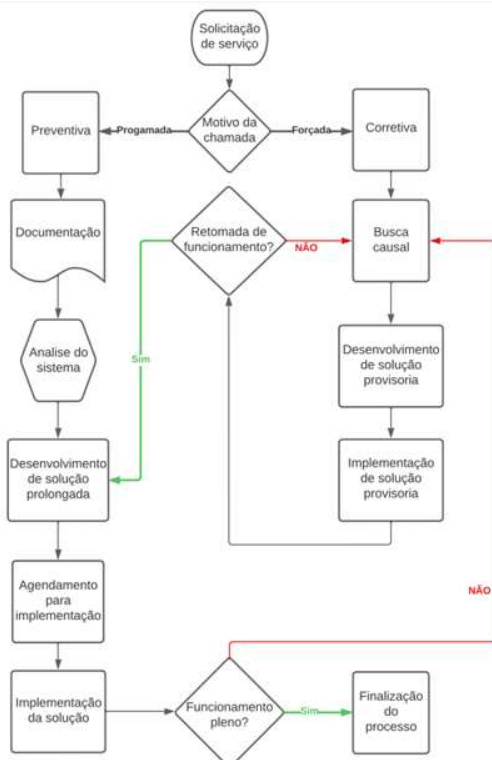 Solicitação
de serviço
Motivo da
chamada
Progamada
Forçada
Preventiva
Corretiva
Documentação
Retomada de
funcionamento?
NÃO
Busca
causal
Sim
Analise do
sistema
Desenvolvimento
de solução
provisoria
Desenvolvimento
de solução
prolongada
Implementação
de solução
provisoria
Agendamento
para
implementação
NÃO
Implementação
da solução
Funcionamento
pleno?
Sim
Finalização
do
processo